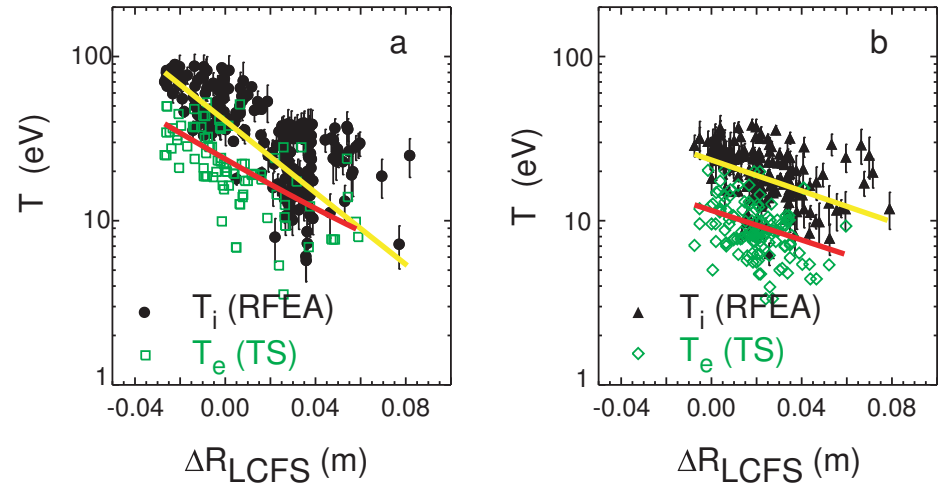 a
100
10
1
T (eV)
T_i (RFEA)
T_e (TS)
-0.04 0.00 0.04 0.08
ΔR_LCFS (m)
b
100
10
1
T (eV)
T_i (RFEA)
T_e (TS)
-0.04 0.00 0.04 0.08
ΔR_LCFS (m)